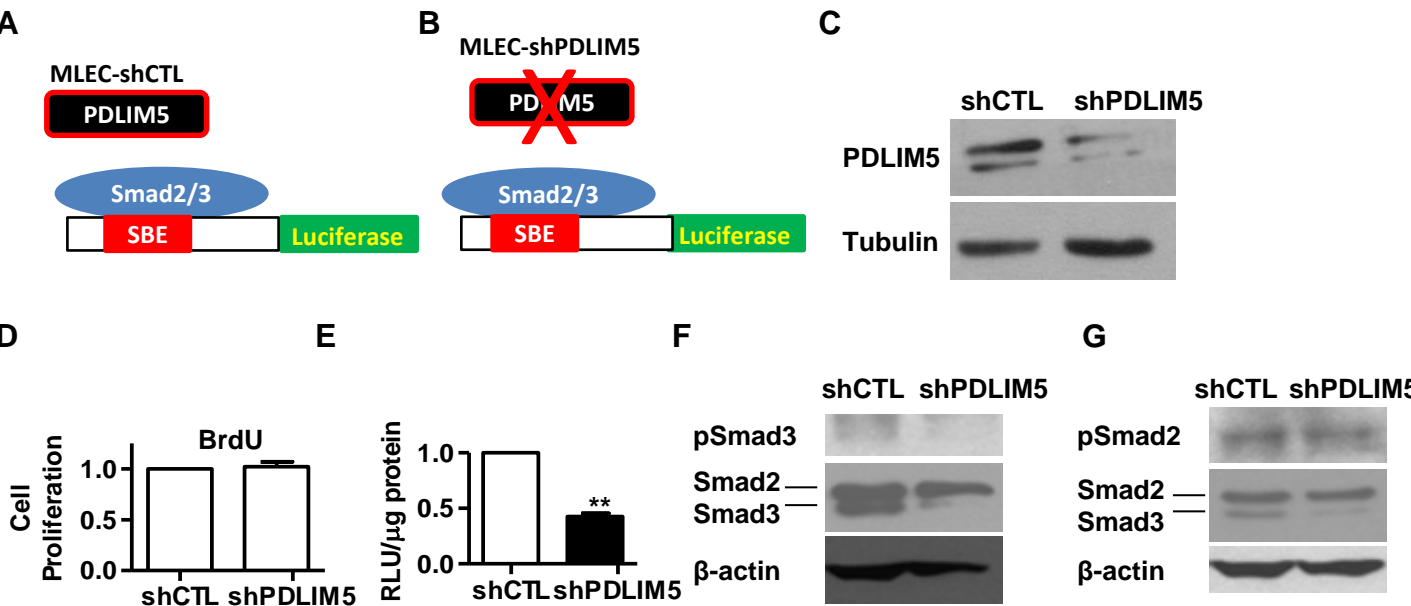 A
B
C
MLEC-shCTL
PDLIM5
Smad2/3
SBE
Luciferase
MLEC-shPDLIM5
Smad2/3
SBE
Luciferase
shCTL shPDLIM5
PDLIM5
Tubulin
D
E
F
G
Cell
Proliferation
BrdU
1.0
0.5
0.0
shCTL shPDLIM5
RLU/µg protein
1.0
0.5
0.0
**
shCTL shPDLIM5
shCTL shPDLIM5
pSmad3
Smad2
Smad3
β-actin
shCTL shPDLIM5
pSmad2
Smad2
Smad3
β-actin